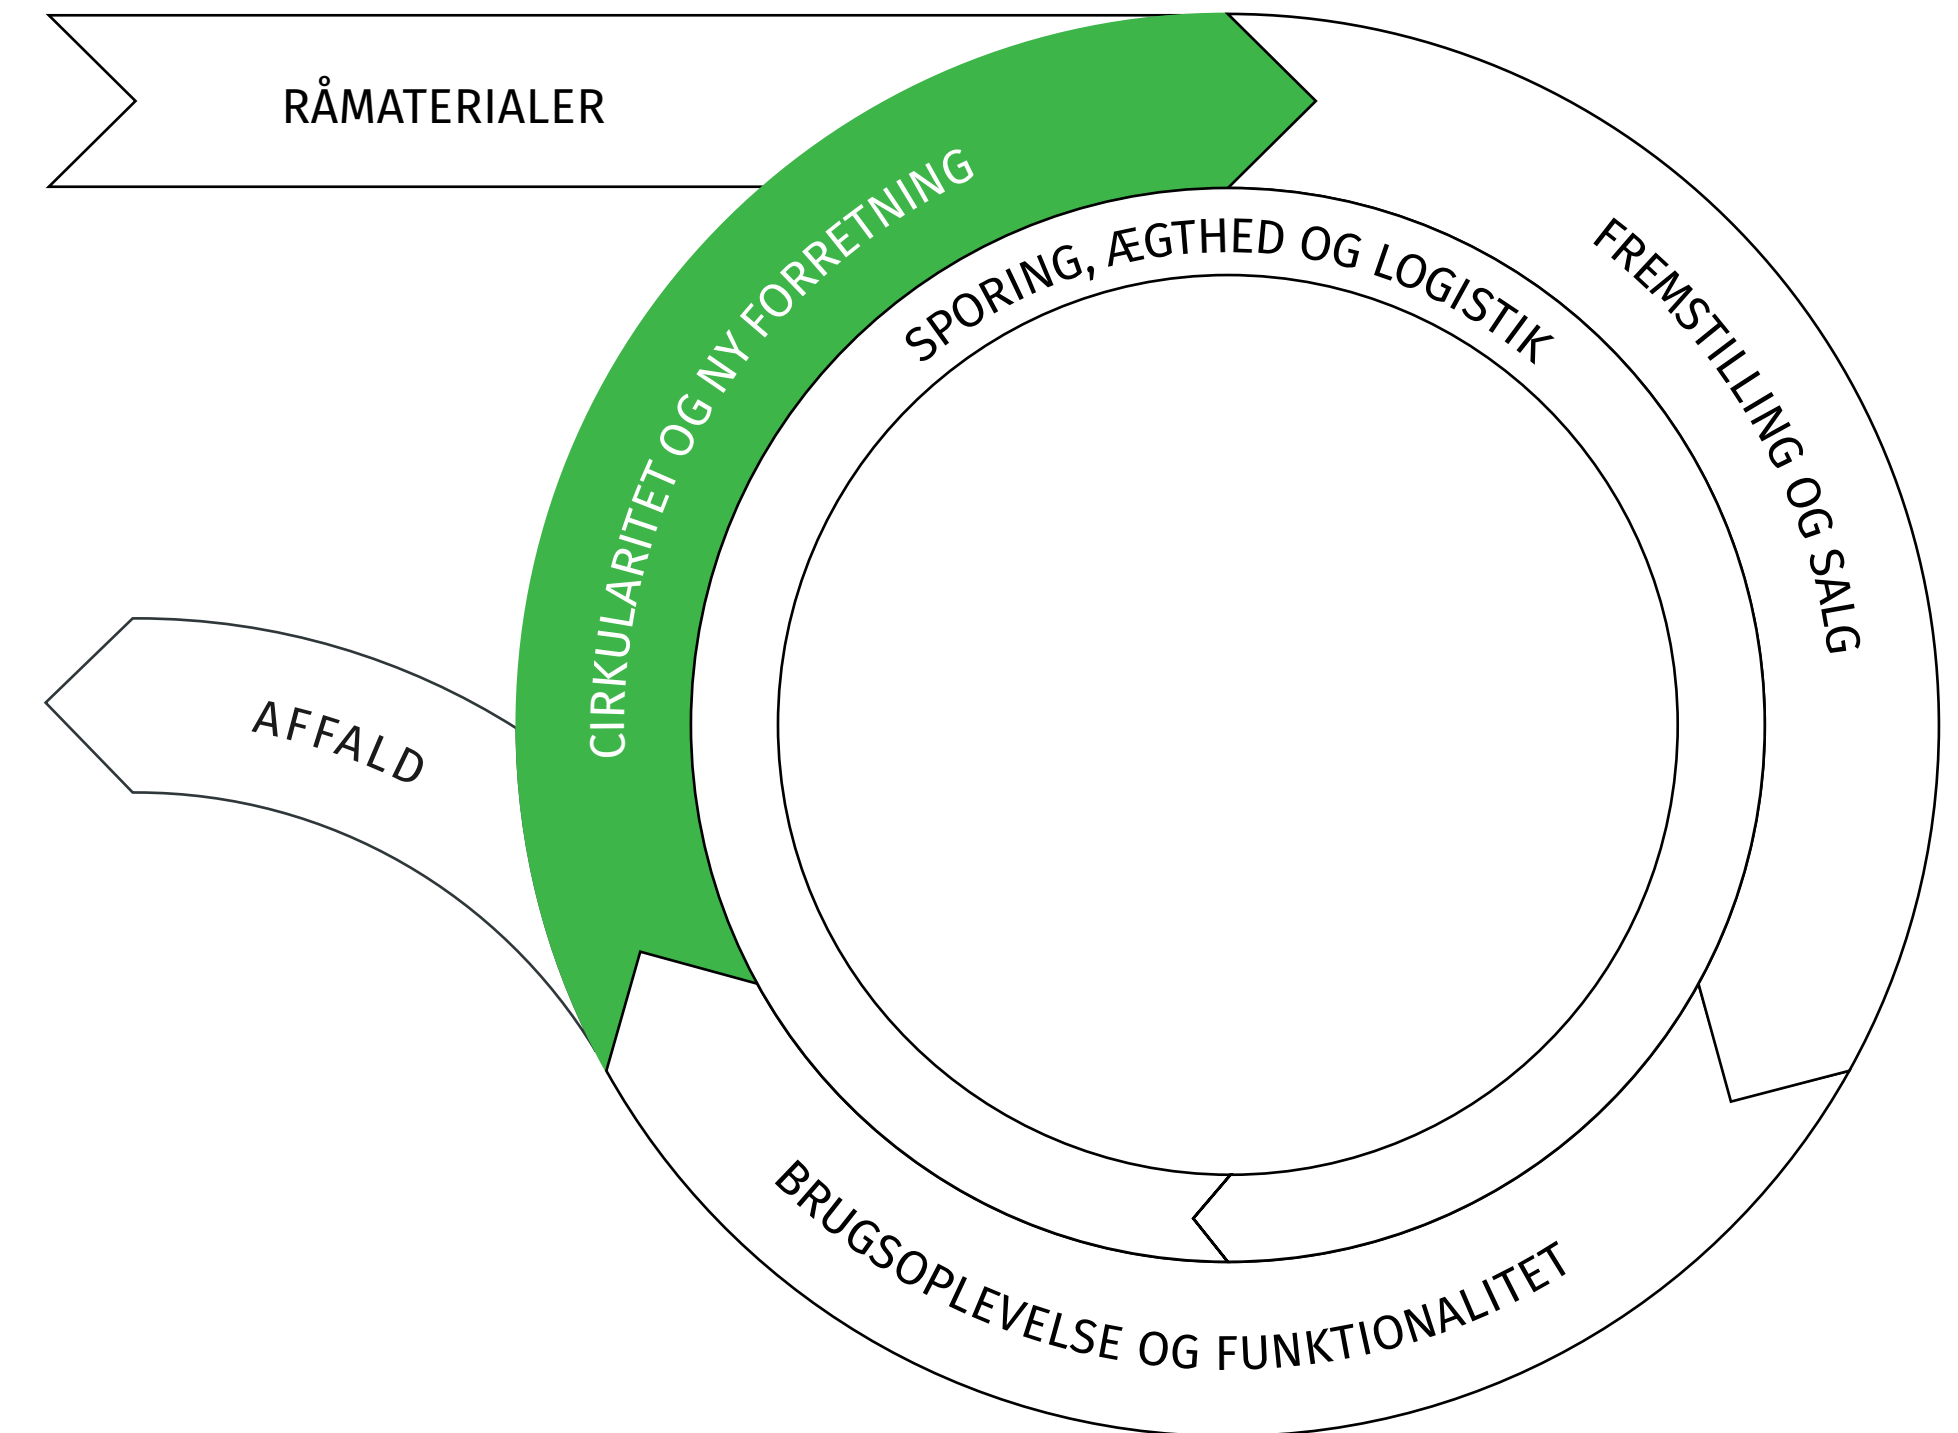 RÅMATERIALER
CIRKULARITET OG NY FORRETNING
SPORING, ÆGTHED OG LOGISTIK
FREMSTILLING OG SALG
AFFALD
BRUGSOPLEVELSE OG FUNKTIONALITET